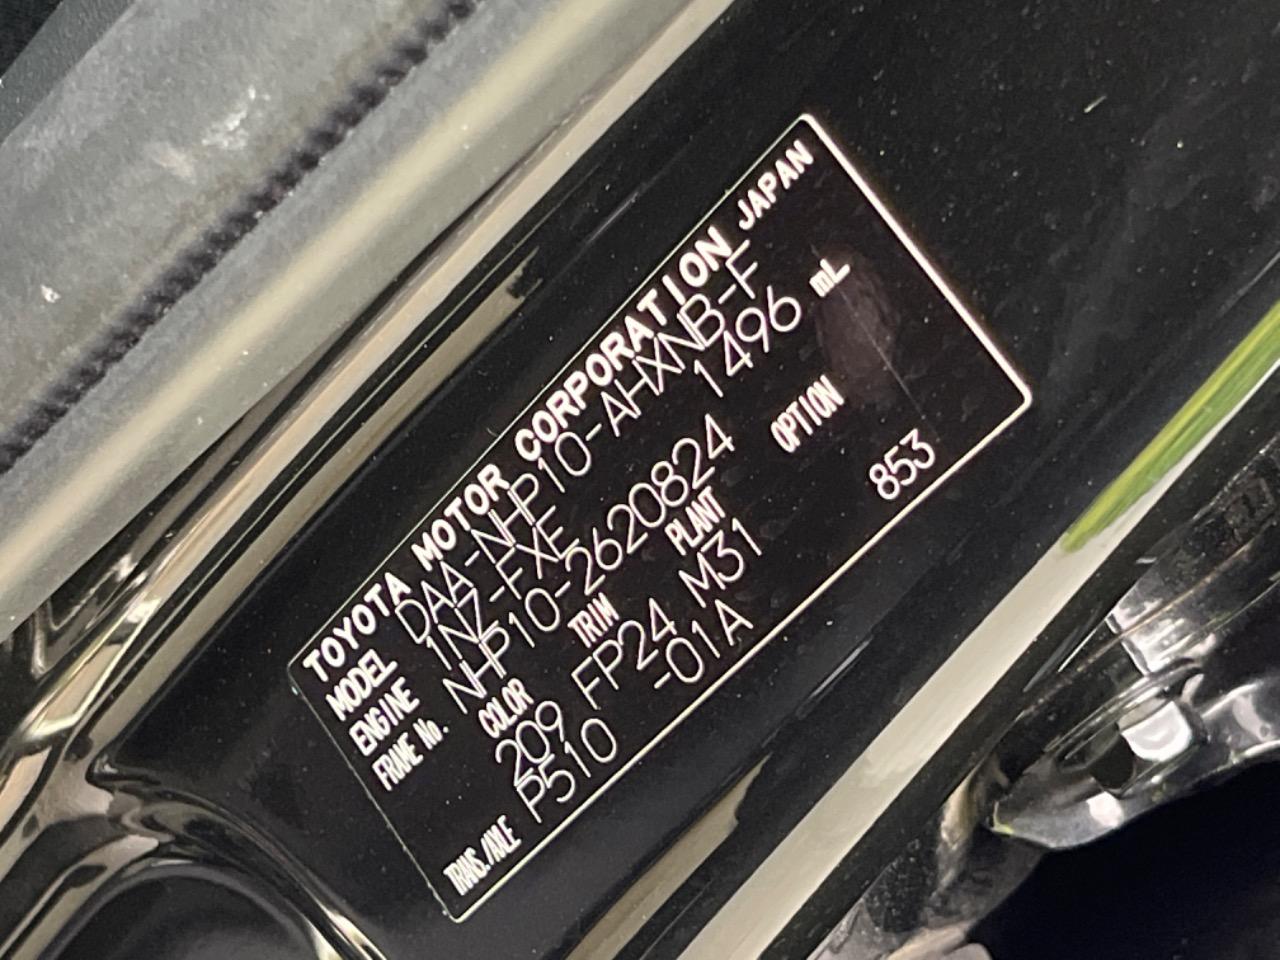 TOYOTA MOTOR CORPORATION JAPAN
MODEL DAA-NHP10-AHXNB-F
ENGINE 1NZ-FXE 1496 mL
FRAME No. NHP10-2620824
COLOR TRIM PLANT OPTION
209 FP24 M31 853
TRANS./AXLE P510 -01A